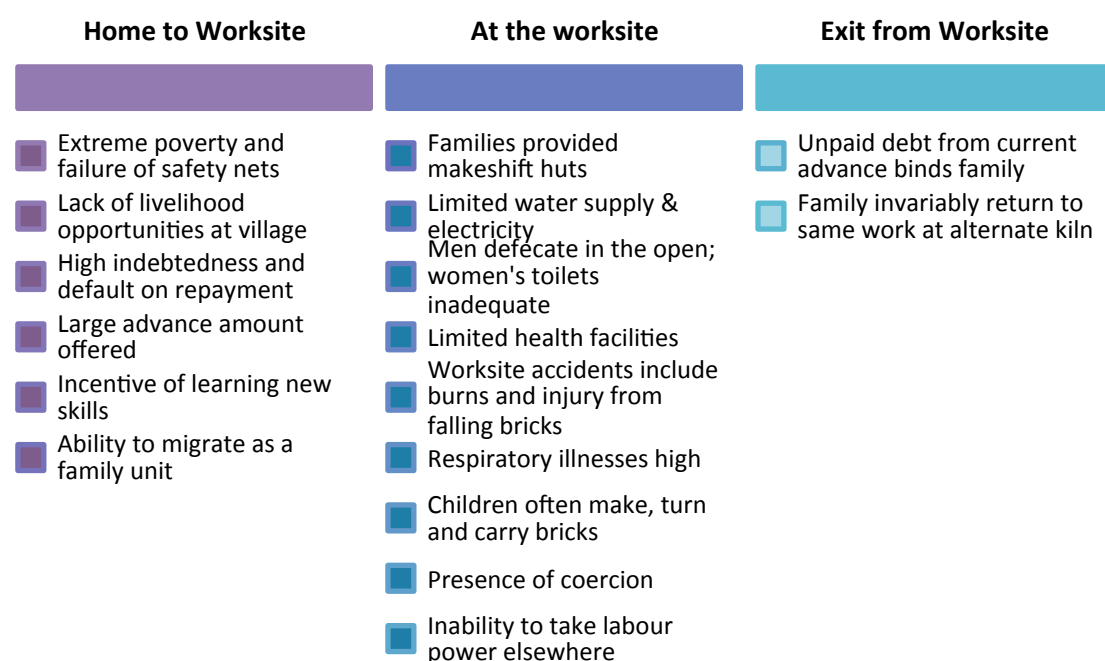 Home to Worksite
Extreme poverty and
failure of safety nets
Lack of livelihood
opportunities at village
High indebtedness and
default on repayment
Large advance amount
offered
Incentive of learning new
skills
Ability to migrate as a
family unit
At the worksite
Families provided
makeshift huts
Limited water supply &
electricity
Men defecate in the open;
women's toilets
inadequate
Limited health facilities
Worksite accidents include
burns and injury from
falling bricks
Respiratory illnesses high
Children often make, turn
and carry bricks
Presence of coercion
Inability to take labour
power elsewhere
Exit from Worksite
Unpaid debt from current
advance binds family
Family invariably return to
same work at alternate kiln